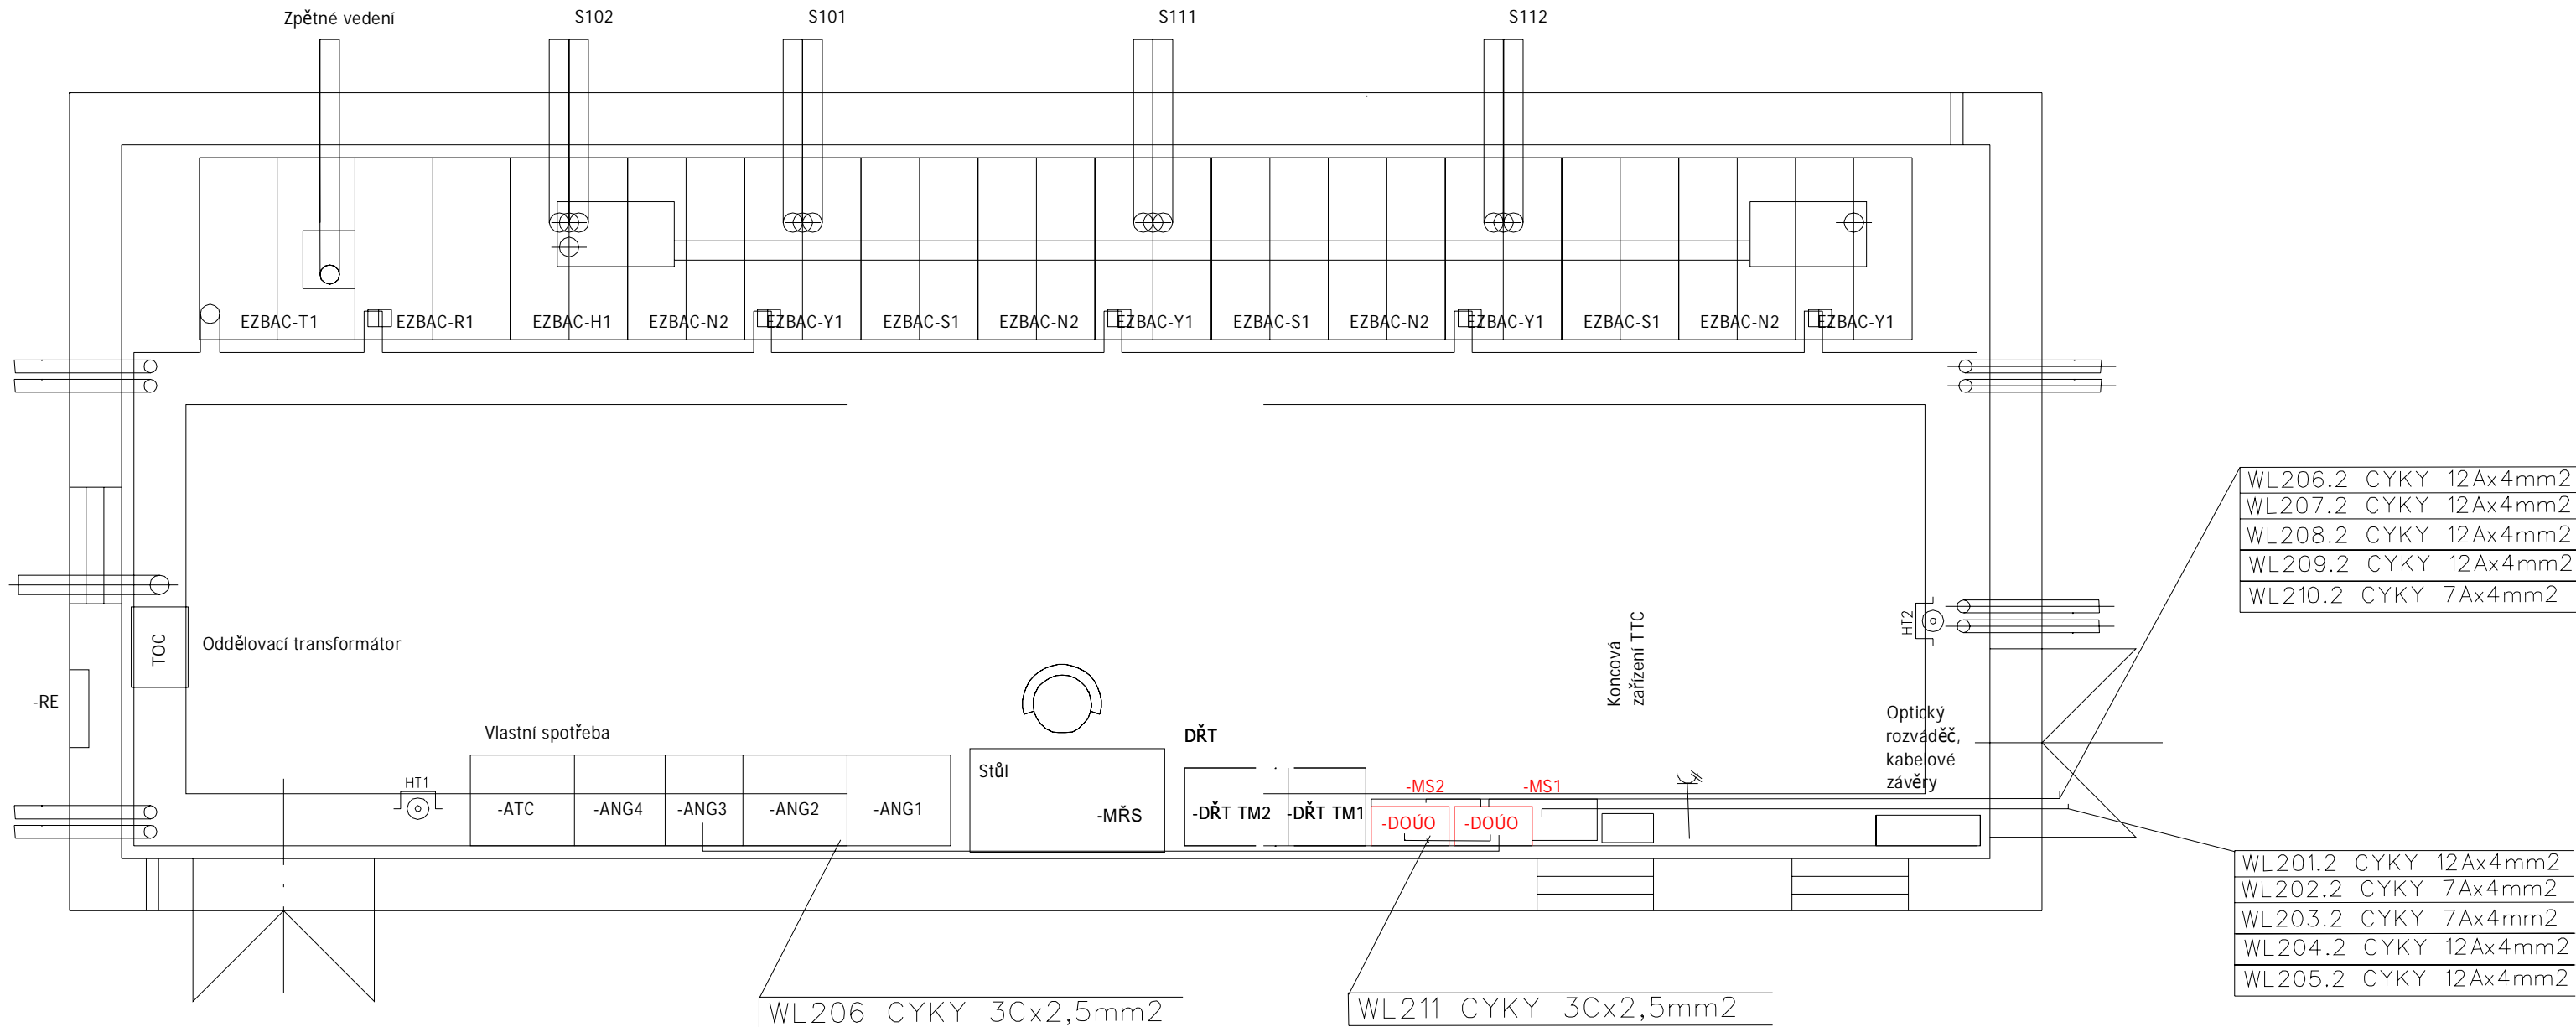 Zpětné vedení
S102
S101
S111
S112
EZBAC-T1
EZBAC-R1
EZBAC-H1
EZBAC-N2
EZBAC-Y1
EZBAC-S1
EZBAC-N2
EZBAC-Y1
EZBAC-S1
EZBAC-N2
EZBAC-Y1
EZBAC-S1
EZBAC-N2
EZBAC-Y1
WL206.2 CYKY 12Ax4mm2
WL207.2 CYKY 12Ax4mm2
WL208.2 CYKY 12Ax4mm2
WL209.2 CYKY 12Ax4mm2
WL210.2 CYKY 7Ax4mm2
TOC
Oddělovací transformátor
-RE
Koncová
zařízení TTC
HT2
Optický
rozváděč,
kabelové
závěry
Vlastní spotřeba
HT1
-ATC
-ANG4
-ANG3
-ANG2
-ANG1
Stůl
-MŘS
DŘT
-DŘT TM2
-DŘT TM1
-MS2
-MS1
-DOÚO
-DOÚO
WL201.2 CYKY 12Ax4mm2
WL202.2 CYKY 7Ax4mm2
WL203.2 CYKY 7Ax4mm2
WL204.2 CYKY 12Ax4mm2
WL205.2 CYKY 12Ax4mm2
WL206 CYKY 3Cx2,5mm2
WL211 CYKY 3Cx2,5mm2